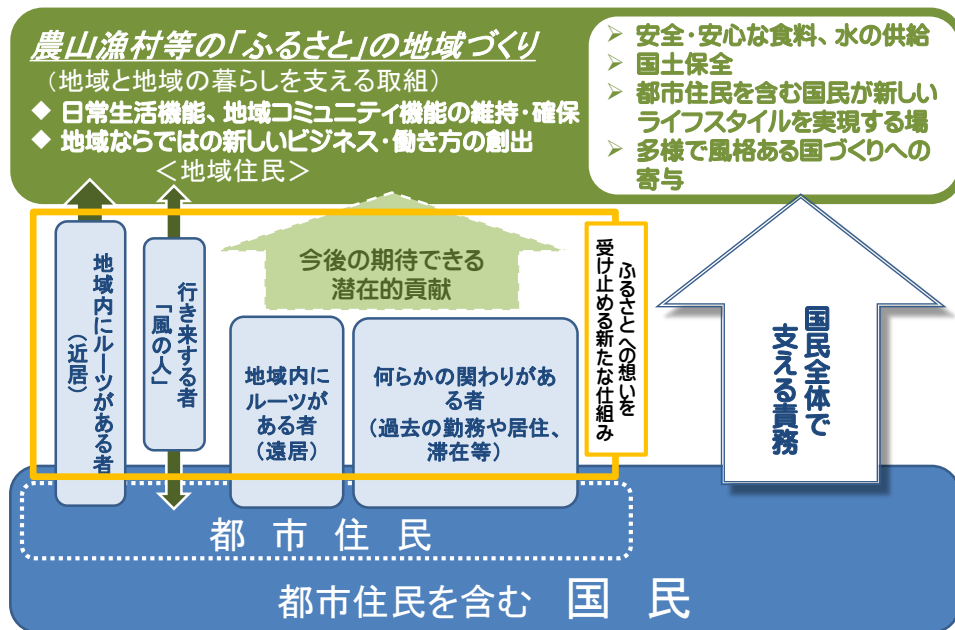 農山漁村等の「ふるさと」の地域づくり
（地域と地域の暮らしを支える取組）
◆ 日常生活機能、地域コミュニティ機能の維持・確保
◆ 地域ならではの新しいビジネス・働き方の創出
＜地域住民＞
➢ 安全・安心な食料、水の供給
➢ 国土保全
➢ 都市住民を含む国民が新しい
ライフスタイルを実現する場
➢ 多様で風格ある国づくりへの
寄与
地域内にルーツがある者
（近居）
行き来する者
「風の人」
今後の期待できる
潜在的貢献
地域内に
ルーツが
ある者
（遠居）
何らかの関わりがあ
る者
（過去の勤務や居住、
滞在等）
ふるさとへの想いを
受け止める新たな仕組み
国民全体で
支える責務
都市住民
都市住民を含む 国民